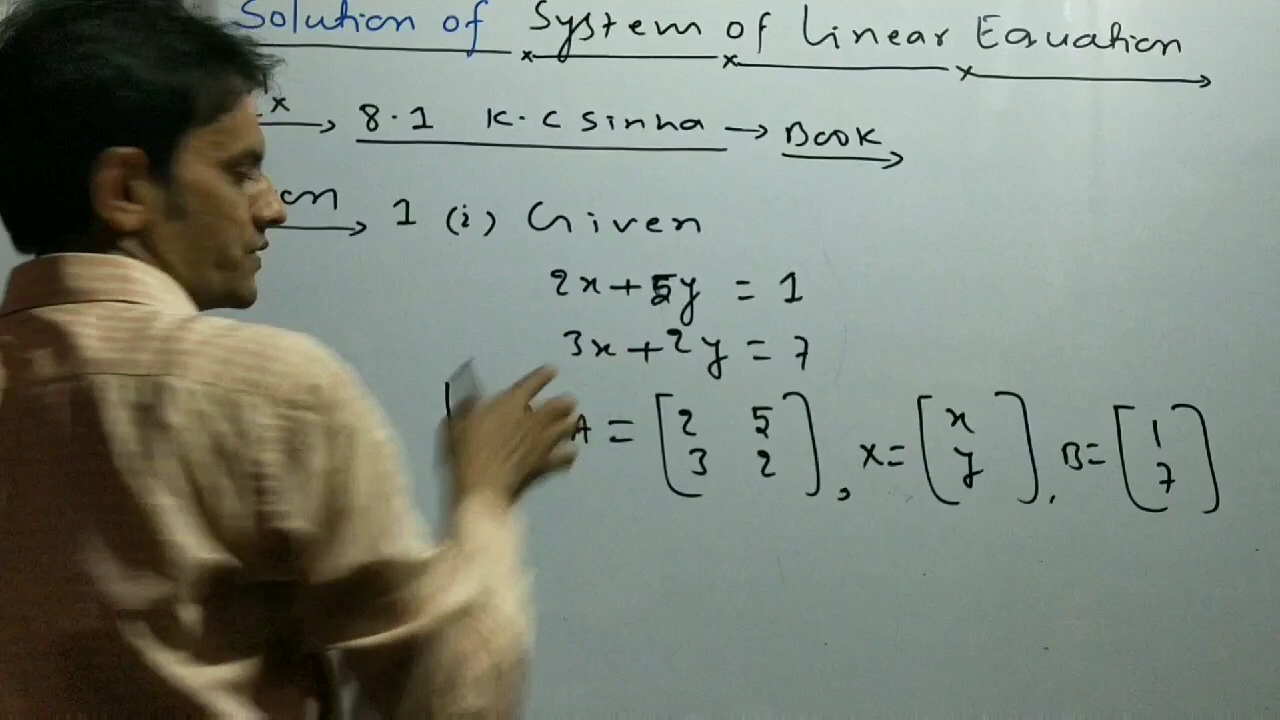 Solution of System of Linear Equation
x 8.1 K.C Sinha → Book
on 1 (i) Given
2x+5y = 1
3x+2y = 7
A = [2 5; 3 2], X = [x; y], B = [1; 7]